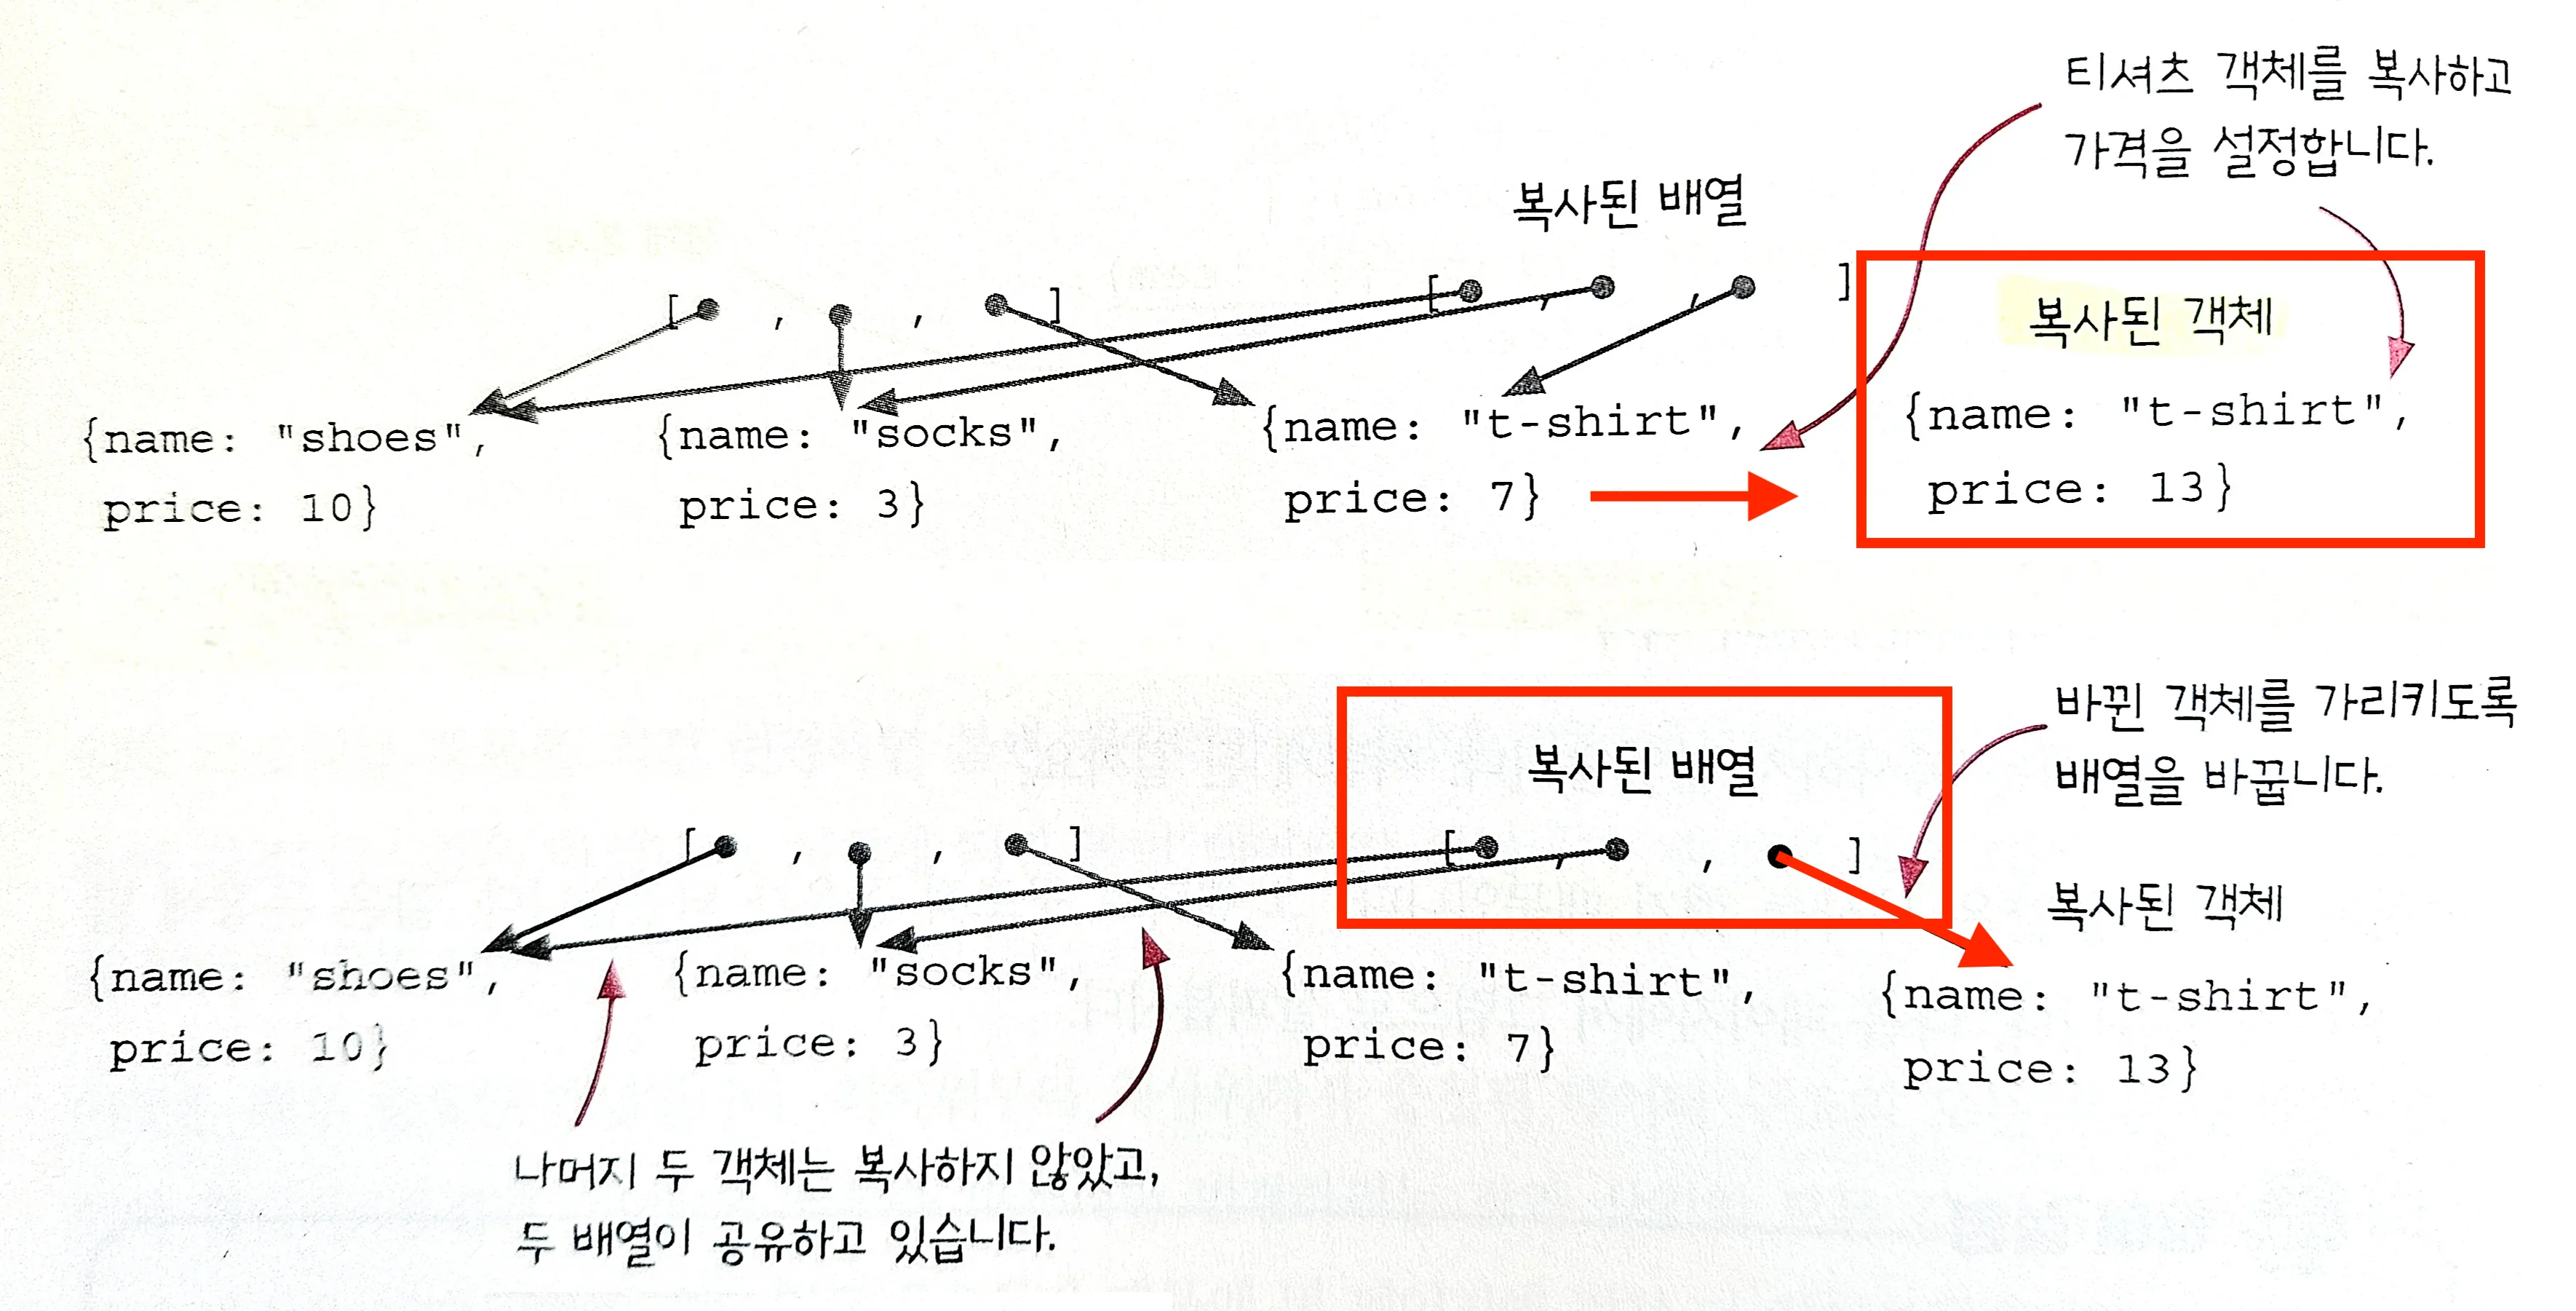 티셔츠 객체를 복사하고
가격을 설정합니다.
복사된 배열
[ , , ] [ , , ]
복사된 객체
{name: "shoes", {name: "socks", {name: "t-shirt", {name: "t-shirt",
price: 10} price: 3} price: 7} price: 13}
바뀐 객체를 가리키도록
배열을 바꿉니다.
복사된 배열
[ , , ] [ , , ]
복사된 객체
{name: "shoes", {name: "socks", {name: "t-shirt", {name: "t-shirt",
price: 10} price: 3} price: 7} price: 13}
나머지 두 객체는 복사하지 않았고,
두 배열이 공유하고 있습니다.